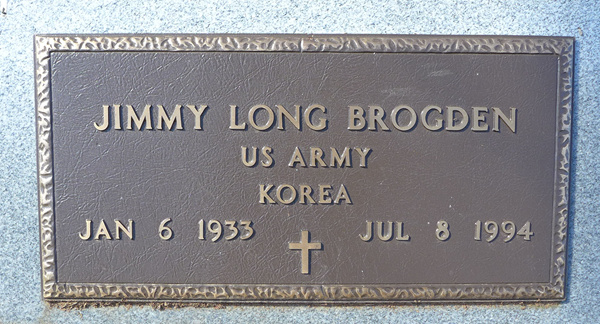 JIMMY LONG BROGDEN
US ARMY
KOREA
JAN 6 1933 JUL 8 1994